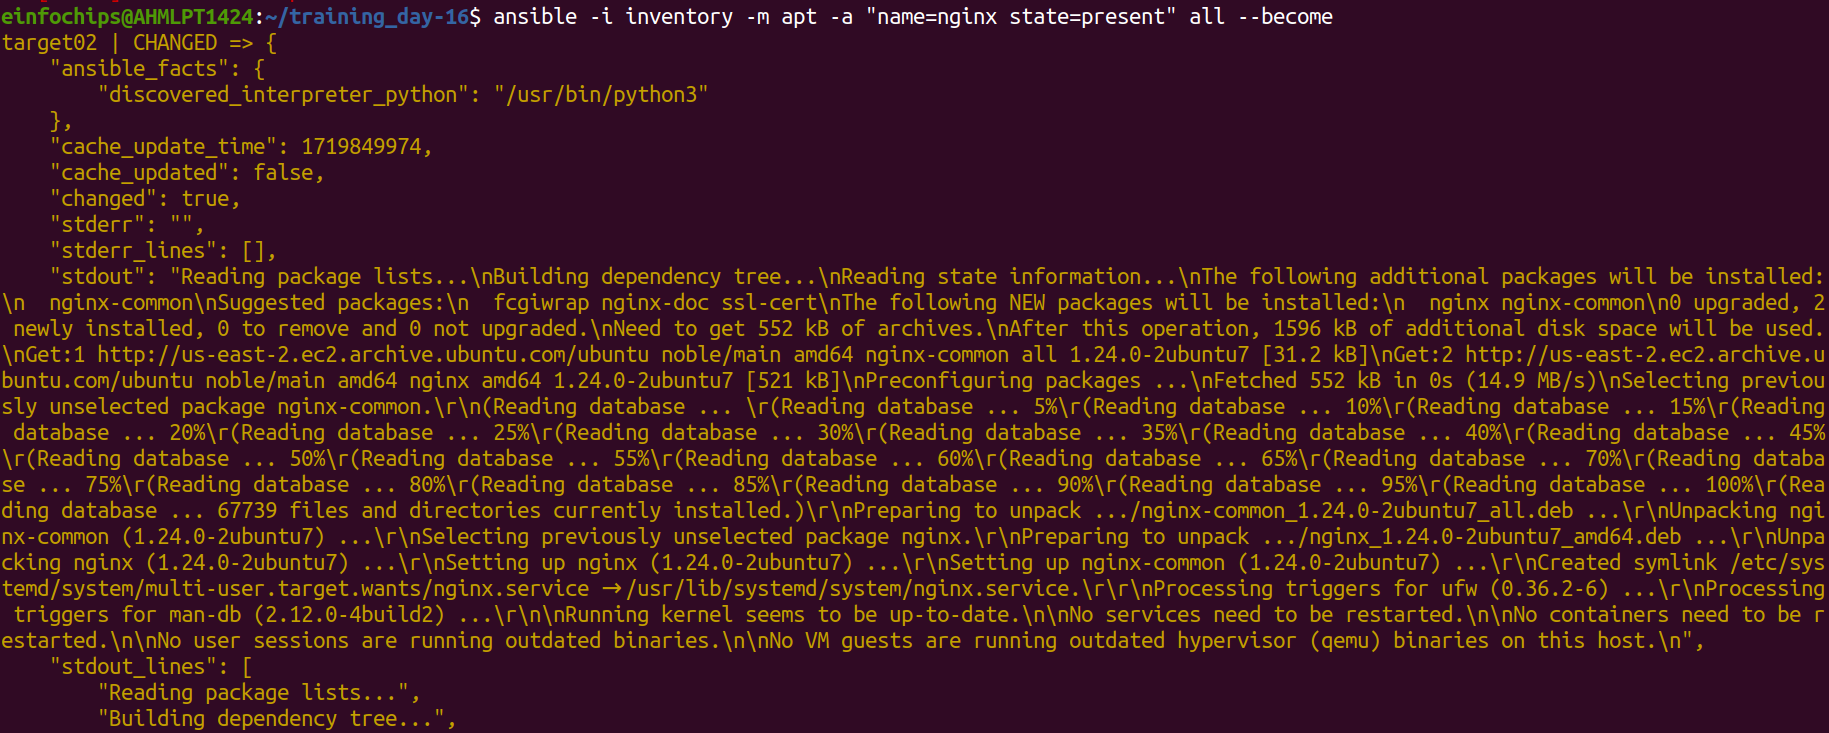 einfochips@AHMLPT1424:~/training_day-16$ ansible -i inventory -m apt -a "name=nginx state=present" all --become
target02 | CHANGED => {
    "ansible_facts": {
        "discovered_interpreter_python": "/usr/bin/python3"
    },
    "cache_update_time": 1719849974,
    "cache_updated": false,
    "changed": true,
    "stderr": "",
    "stderr_lines": [],
    "stdout": "Reading package lists...\nBuilding dependency tree...\nReading state information...\nThe following additional packages will be installed:
\n  nginx-common\nSuggested packages:\n  fcgiwrap nginx-doc ssl-cert\nThe following NEW packages will be installed:\n  nginx nginx-common\n0 upgraded, 2
 newly installed, 0 to remove and 0 not upgraded.\nNeed to get 552 kB of archives.\nAfter this operation, 1596 kB of additional disk space will be used.
\nGet:1 http://us-east-2.ec2.archive.ubuntu.com/ubuntu noble/main amd64 nginx-common all 1.24.0-2ubuntu7 [31.2 kB]\nGet:2 http://us-east-2.ec2.archive.u
buntu.com/ubuntu noble/main amd64 nginx amd64 1.24.0-2ubuntu7 [521 kB]\nPreconfiguring packages ...\nFetched 552 kB in 0s (14.9 MB/s)\nSelecting previou
sly unselected package nginx-common.\r\n(Reading database ... \r(Reading database ... 5%\r(Reading database ... 10%\r(Reading database ... 15%\r(Reading
 database ... 20%\r(Reading database ... 25%\r(Reading database ... 30%\r(Reading database ... 35%\r(Reading database ... 40%\r(Reading database ... 45%
\r(Reading database ... 50%\r(Reading database ... 55%\r(Reading database ... 60%\r(Reading database ... 65%\r(Reading database ... 70%\r(Reading databa
se ... 75%\r(Reading database ... 80%\r(Reading database ... 85%\r(Reading database ... 90%\r(Reading database ... 95%\r(Reading database ... 100%\r(Rea
ding database ... 67739 files and directories currently installed.)\r\nPreparing to unpack .../nginx-common_1.24.0-2ubuntu7_all.deb ...\r\nUnpacking ngi
nx-common (1.24.0-2ubuntu7) ...\r\nSelecting previously unselected package nginx.\r\nPreparing to unpack .../nginx_1.24.0-2ubuntu7_amd64.deb ...\r\nUnpa
cking nginx (1.24.0-2ubuntu7) ...\r\nSetting up nginx (1.24.0-2ubuntu7) ...\r\nSetting up nginx-common (1.24.0-2ubuntu7) ...\r\nCreated symlink /etc/sys
temd/system/multi-user.target.wants/nginx.service → /usr/lib/systemd/system/nginx.service.\r\r\nProcessing triggers for ufw (0.36.2-6) ...\r\nProcessing
 triggers for man-db (2.12.0-4build2) ...\r\n\nRunning kernel seems to be up-to-date.\n\nNo services need to be restarted.\n\nNo containers need to be r
estarted.\n\nNo user sessions are running outdated binaries.\n\nNo VM guests are running outdated hypervisor (qemu) binaries on this host.\n",
    "stdout_lines": [
        "Reading package lists...",
        "Building dependency tree...",